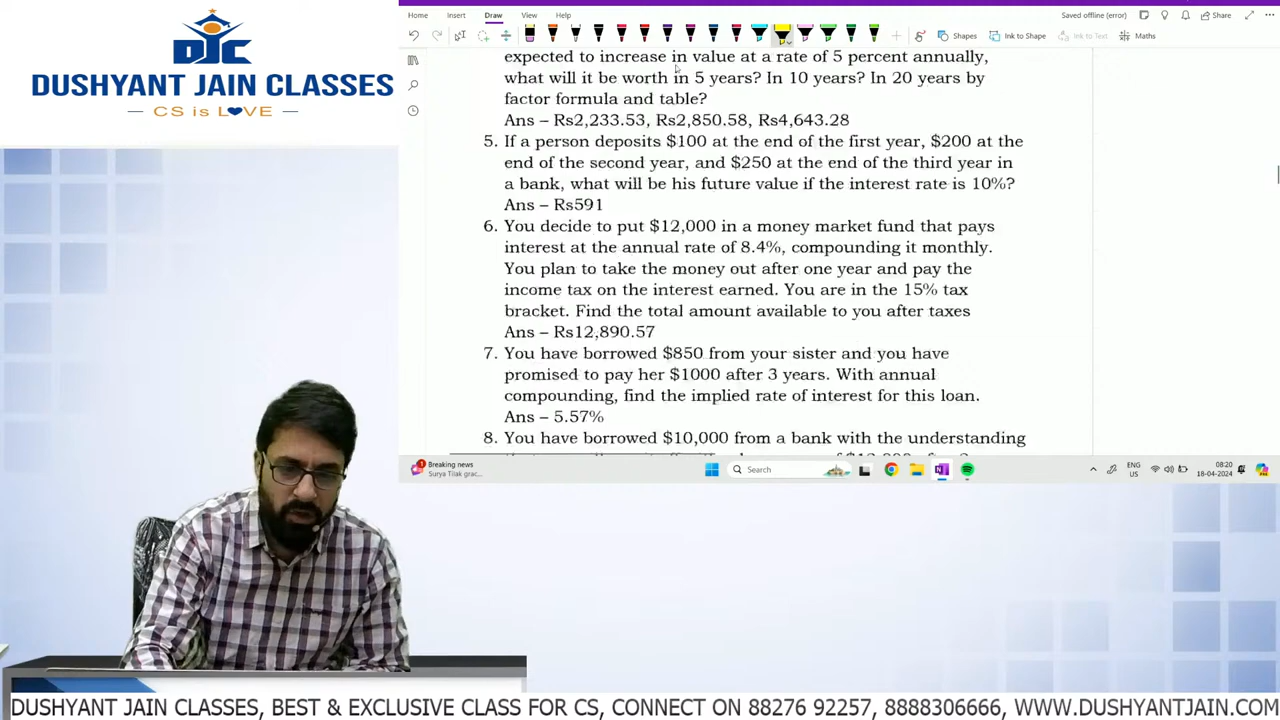 DJC
DUSHYANT JAIN CLASSES
CS is LOVE
Home Insert Draw View Help
Saved offline (error) Share
Shapes Ink to Shape Ink to Text Maths
expected to increase in value at a rate of 5 percent annually,
what will it be worth in 5 years? In 10 years? In 20 years by
factor formula and table?
Ans – Rs2,233.53, Rs2,850.58, Rs4,643.28
5. If a person deposits $100 at the end of the first year, $200 at the
end of the second year, and $250 at the end of the third year in
a bank, what will be his future value if the interest rate is 10%?
Ans – Rs591
6. You decide to put $12,000 in a money market fund that pays
interest at the annual rate of 8.4%, compounding it monthly.
You plan to take the money out after one year and pay the
income tax on the interest earned. You are in the 15% tax
bracket. Find the total amount available to you after taxes
Ans – Rs12,890.57
7. You have borrowed $850 from your sister and you have
promised to pay her $1000 after 3 years. With annual
compounding, find the implied rate of interest for this loan.
Ans – 5.57%
8. You have borrowed $10,000 from a bank with the understanding
Breaking news
Surya Tilak grac...
Search
ENG
US
08:20
18-04-2024
DUSHYANT JAIN CLASSES, BEST & EXCLUSIVE CLASS FOR CS, CONNECT ON 88276 92257, 8888306666, WWW.DUSHYANTJAIN.COM